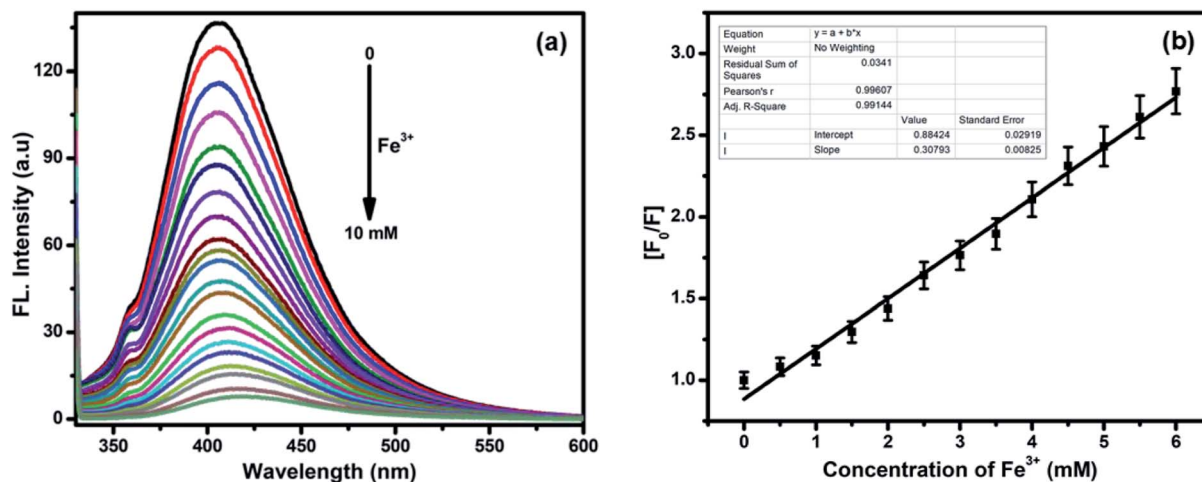 (a)
0
Fe3+
10 mM
120
90
60
30
0
350 400 450 500 550 600
Wavelength (nm)
FL. Intensity (a.u)
(b)
Equation y = a + b*x
Weight No Weighting
Residual Sum of Squares 0.0341
Pearson's r 0.99607
Adj. R-Square 0.99144
Value Standard Error
I Intercept 0.88424 0.02919
I Slope 0.30793 0.00825
3.0
2.5
2.0
1.5
1.0
0 1 2 3 4 5 6
Concentration of Fe3+ (mM)
[F0/F]